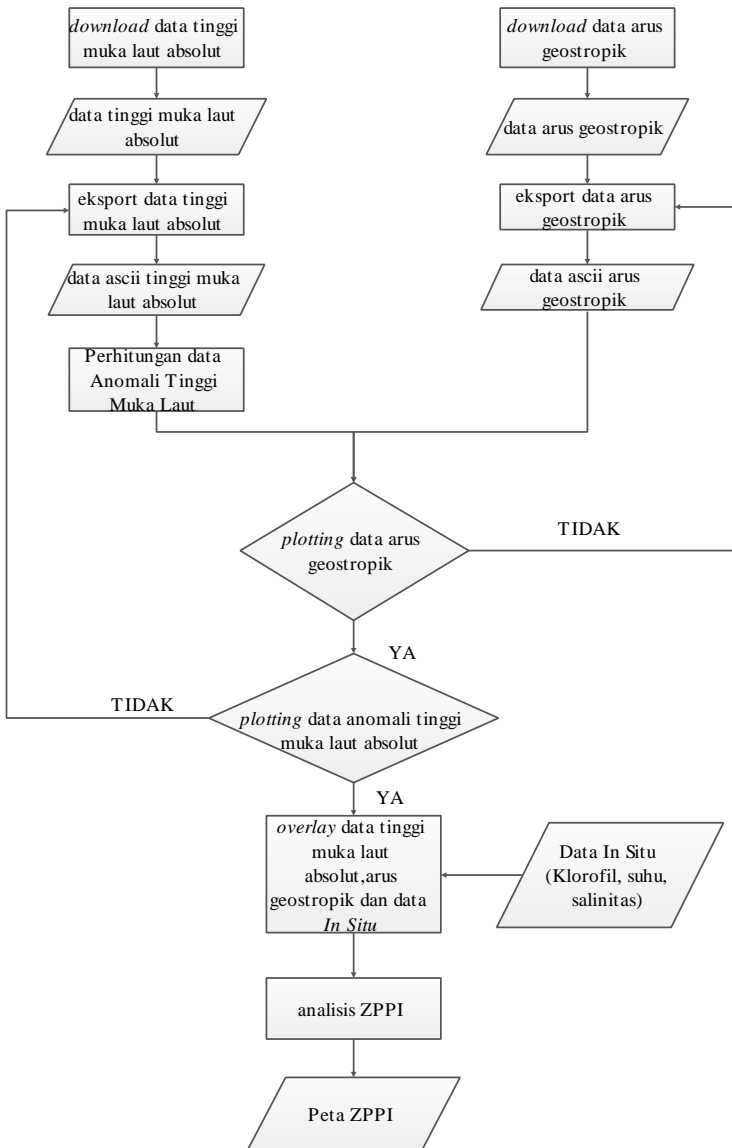 download data tinggi
muka laut absolut
download data arus
geostropik
data tinggi muka laut
absolut
data arus geostropik
eksport data tinggi
muka laut absolut
eksport data arus
geostropik
data ascii tinggi muka
laut absolut
data ascii arus
geostropik
Perhitungan data
Anomali Tinggi
Muka Laut
plotting data arus
geostropik
TIDAK
YA
TIDAK
plotting data anomali tinggi
muka laut absolut
YA
overlay data tinggi
muka laut
absolut,arus
geostropik dan data
In Situ
Data In Situ
(Klorofil, suhu,
salinitas)
analisis ZPPI
Peta ZPPI